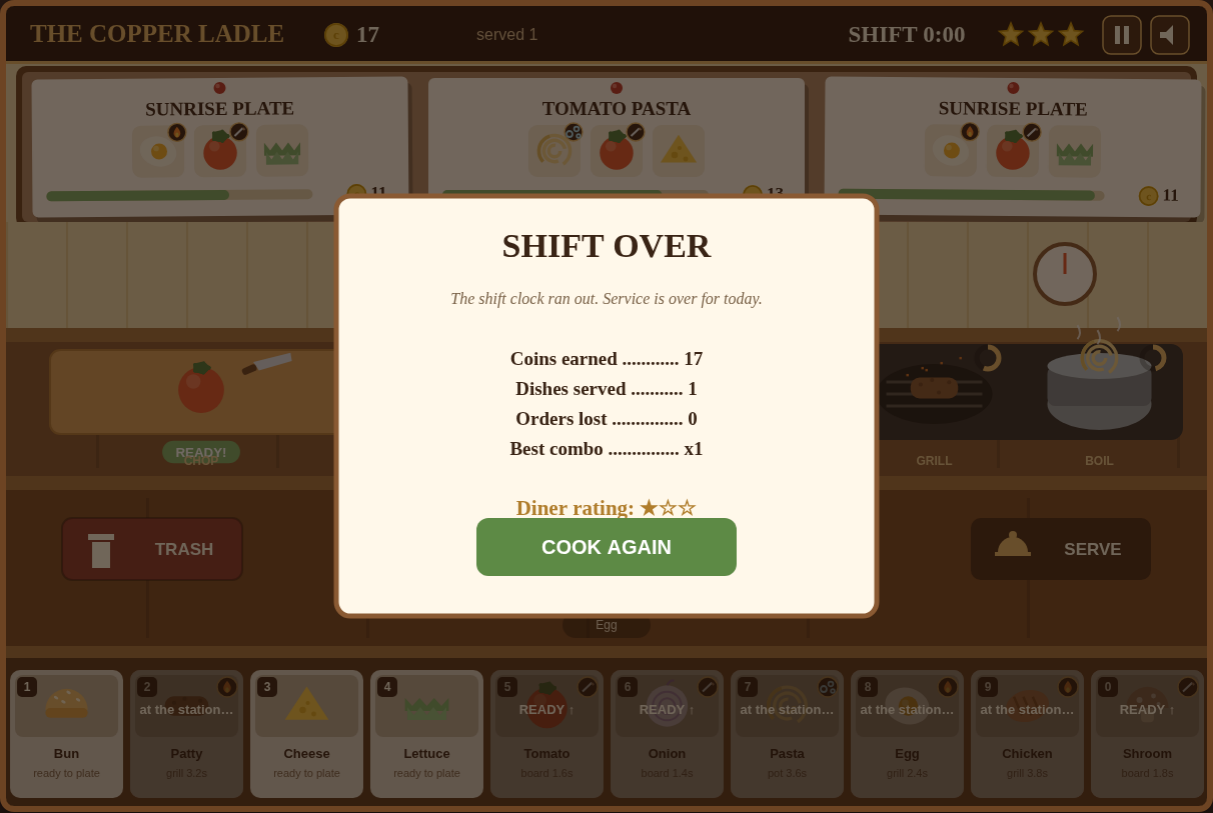 THE COPPER LADLE
17
served 1
SHIFT 0:00
SUNRISE PLATE
TOMATO PASTA
SUNRISE PLATE
11
13
11
SHIFT OVER
The shift clock ran out. Service is over for today.
Coins earned ............ 17
Dishes served ........... 1
Orders lost ............... 0
Best combo ............... x1
Diner rating: ★☆☆
COOK AGAIN
READY!
CHOP
GRILL
BOIL
TRASH
SERVE
Egg
1
2
3
4
5
6
7
8
9
0
at the station…
READY ↑
READY ↑
at the station…
at the station…
at the station…
READY ↑
Bun
Patty
Cheese
Lettuce
Tomato
Onion
Pasta
Egg
Chicken
Shroom
ready to plate
grill 3.2s
ready to plate
ready to plate
board 1.6s
board 1.4s
pot 3.6s
grill 2.4s
grill 3.8s
board 1.8s